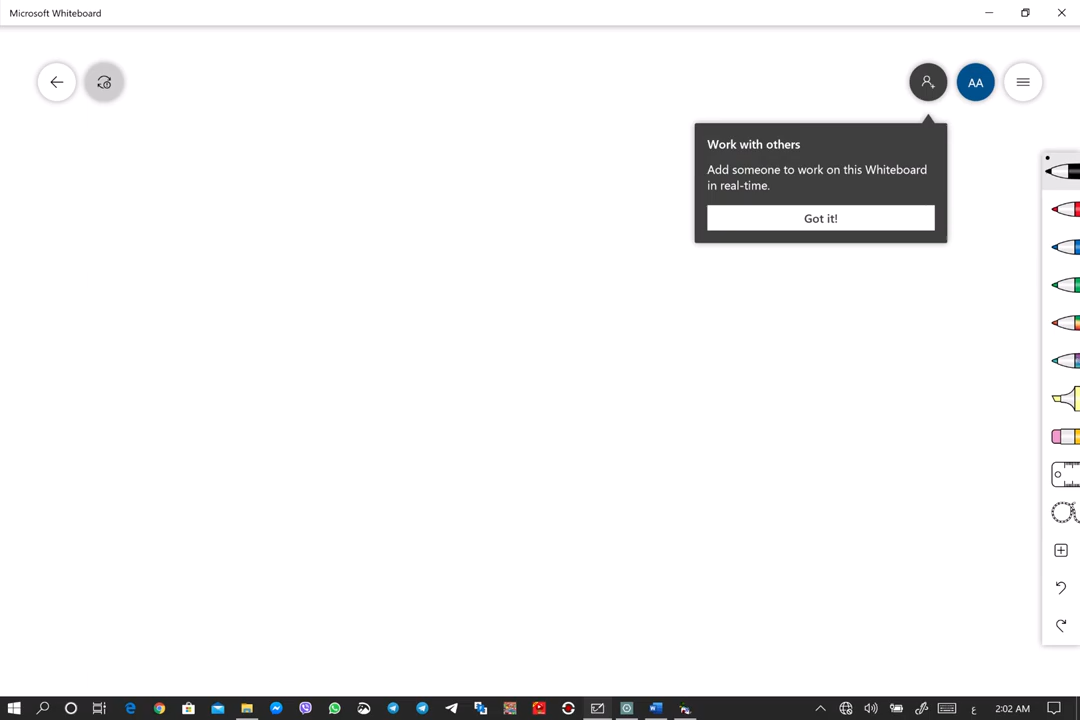 Microsoft Whiteboard
AA
Work with others
Add someone to work on this Whiteboard
in real-time.
Got it!
ع
2:02 AM